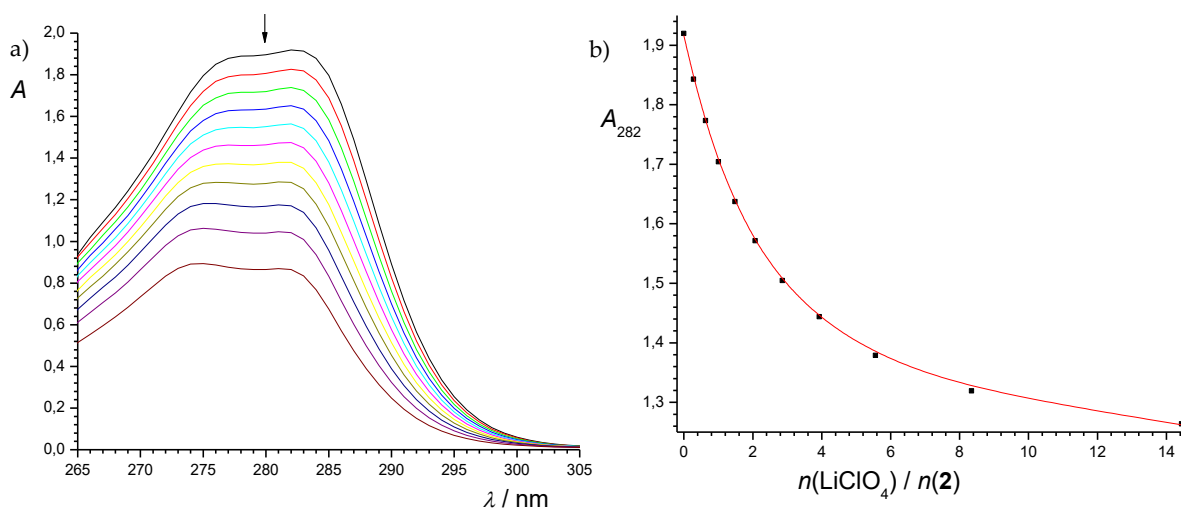 a)
A
2,0
1,8
1,6
1,4
1,2
1,0
0,8
0,6
0,4
0,2
0,0
265 270 275 280 285 290 295 300 305
λ / nm
b)
A282
1,9
1,8
1,7
1,6
1,5
1,4
1,3
0 2 4 6 8 10 12 14
n(LiClO4) / n(2)